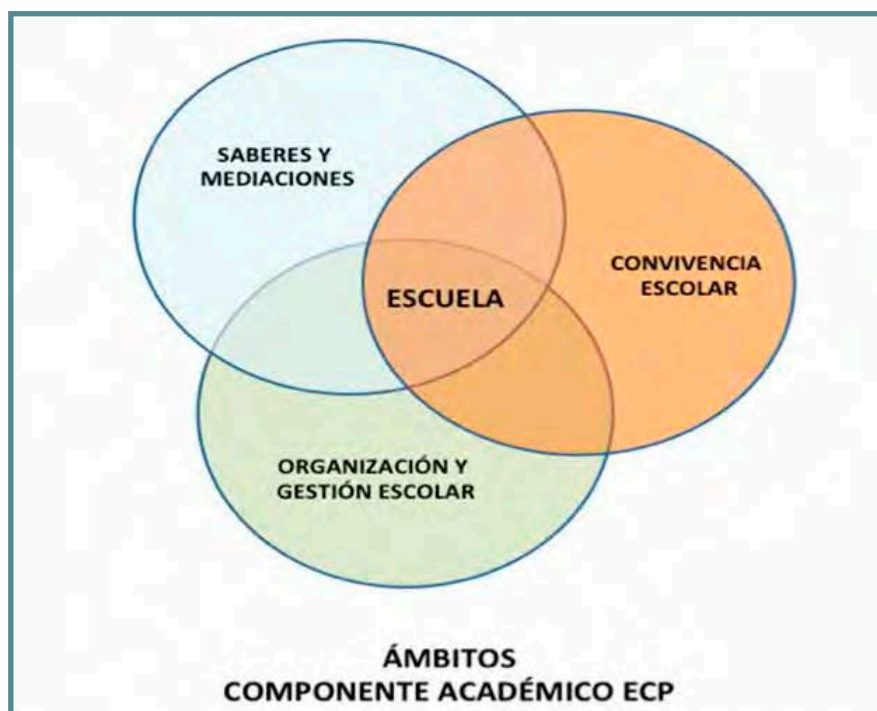 SABERES Y
MEDIACIONES
CONVIVENCIA
ESCOLAR
ESCUELA
ORGANIZACIÓN Y
GESTIÓN ESCOLAR
ÁMBITOS
COMPONENTE ACADÉMICO ECP